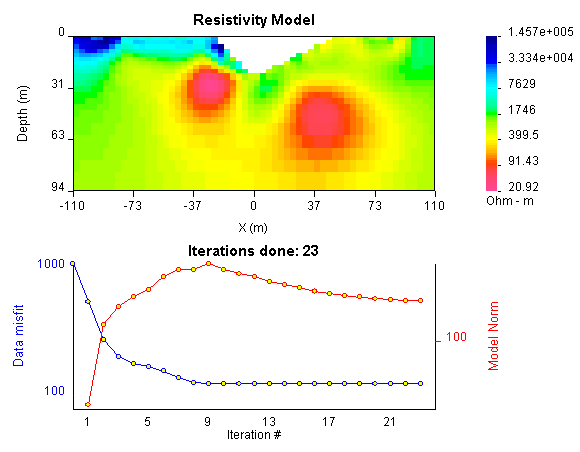 Resistivity Model
0
31
63
94
Depth (m)
-110 -73 -37 0 37 73 110
X (m)
1.457e+005
3.334e+004
7629
1746
399.5
91.43
20.92
Ohm - m
Iterations done: 23
1000
100
Data misfit
100
Model Norm
1 5 9 13 17 21
Iteration #